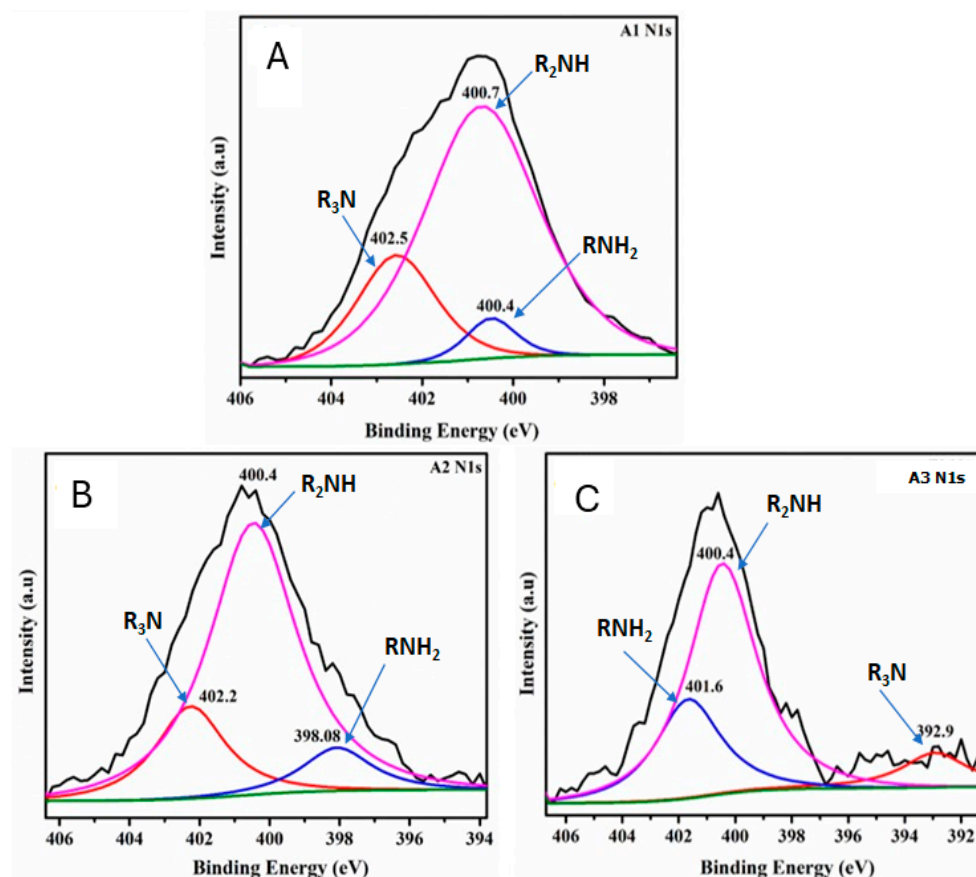 A
A1 N1s
R₂NH
400.7
R₃N
402.5
RNH₂
400.4
Intensity (a.u)
406 404 402 400 398
Binding Energy (eV)
B
A2 N1s
400.4
R₂NH
R₃N
402.2
RNH₂
398.08
Intensity (a.u)
406 404 402 400 398 396 394
Binding Energy (eV)
C
A3 N1s
R₂NH
400.4
RNH₂
401.6
R₃N
392.9
Intensity (a.u)
406 404 402 400 398 396 394 392
Binding Energy (eV)